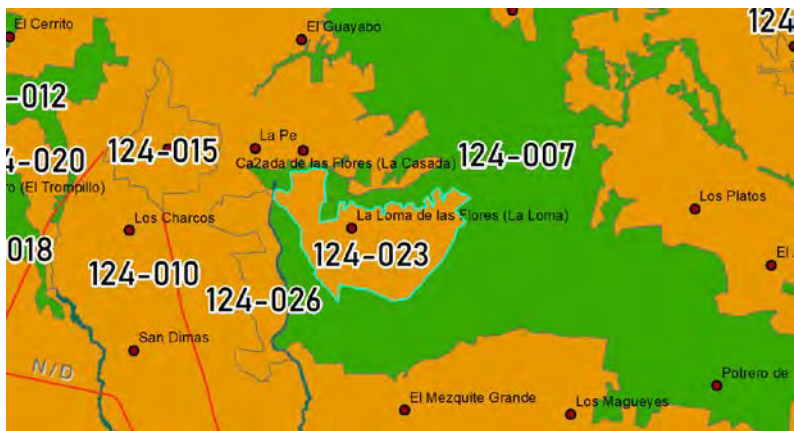 El Cerrito
El Guayabo
124
-012
La Pe
124-015
Ca2ada de las Flores (La Casada)
124-007
4-020
ro (El Trompillo)
Los Platos
Los Charcos
La Loma de las Flores (La Loma)
018
124-010
124-023
El
124-026
San Dimas
N/D
Potrero de
El Mezquite Grande
Los Magueyes